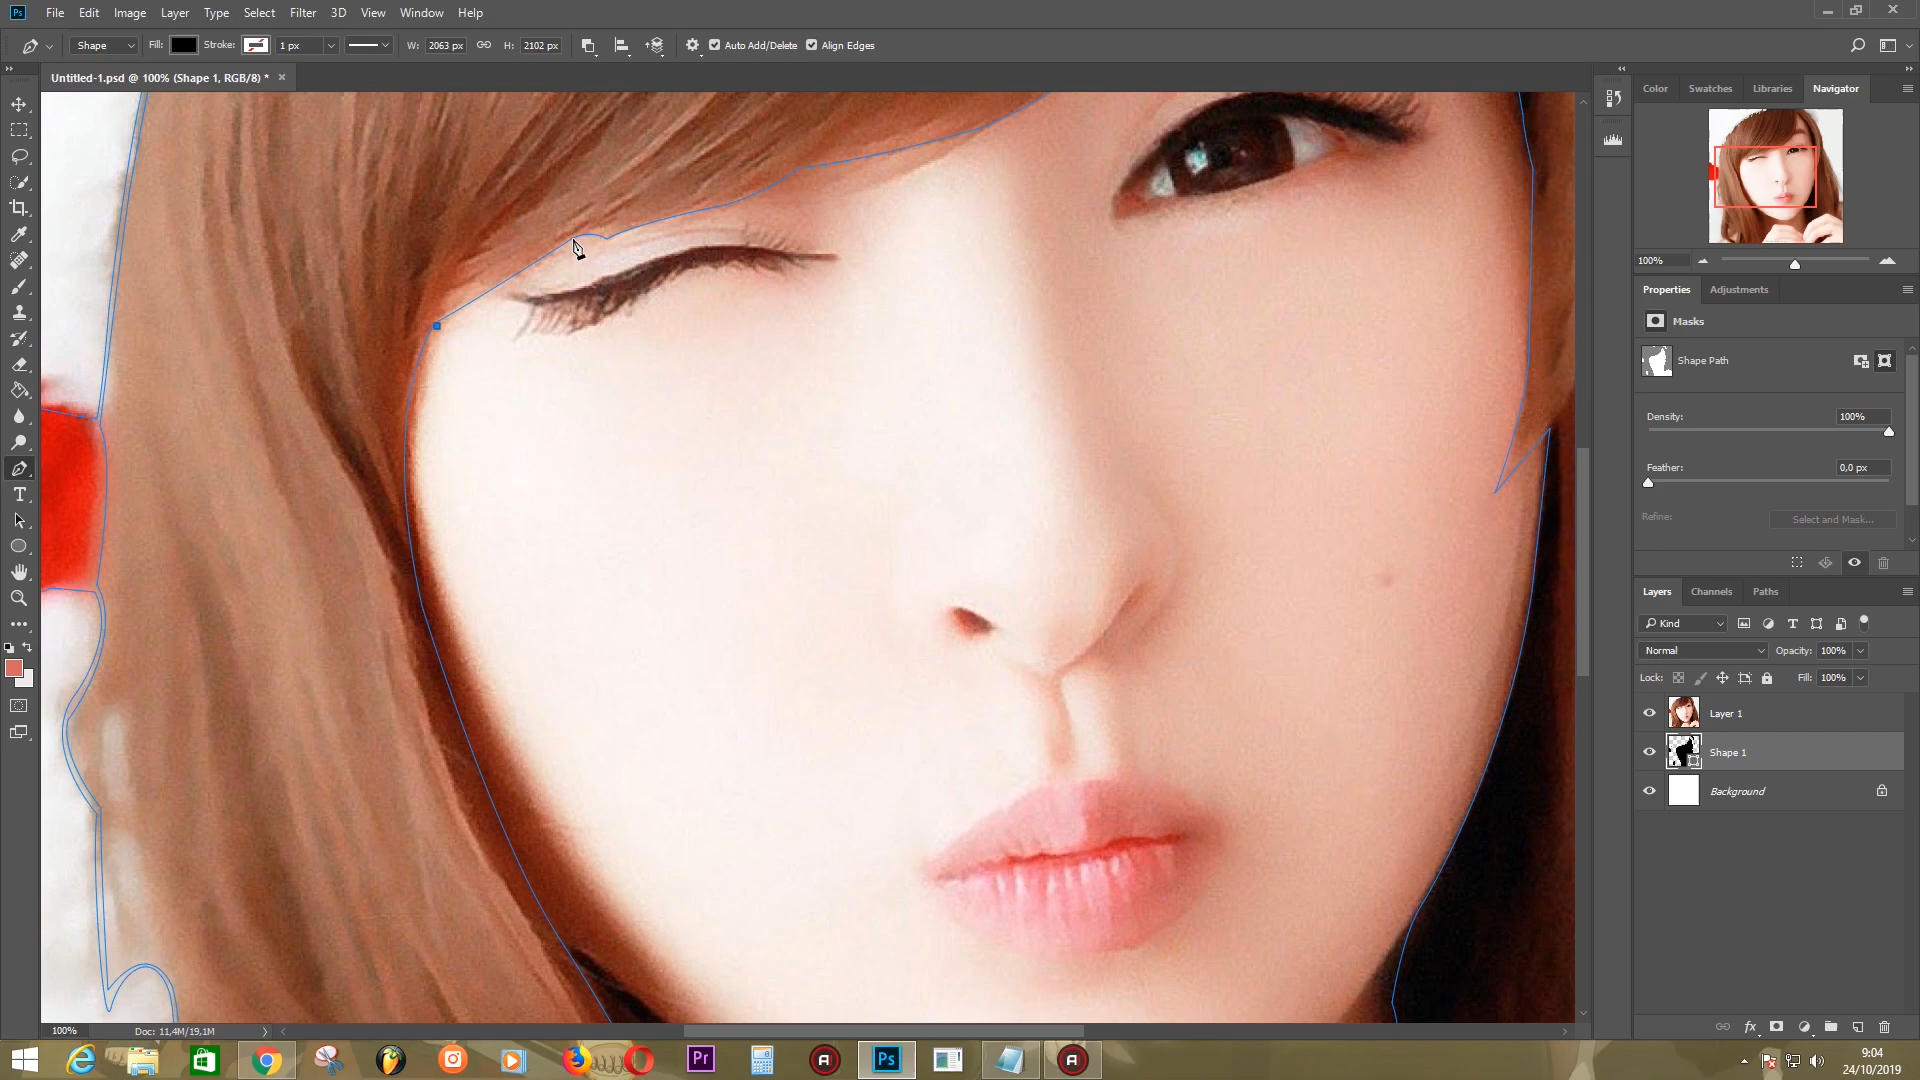 Ps File Edit Image Layer Type Select Filter 3D View Window Help
Shape Fill: Stroke: 1 px W: 2063 px H: 2102 px Auto Add/Delete Align Edges
Untitled-1.psd @ 100% (Shape 1, RGB/8) *
Color Swatches Libraries Navigator
100%
Properties Adjustments
Masks
Shape Path
Density: 100%
Feather: 0,0 px
Refine: Select and Mask...
Layers Channels Paths
Kind
Normal Opacity: 100%
Lock: Fill: 100%
Layer 1
Shape 1
Background
fx
100% Doc: 11,4M/19,1M
Pr Ps
9:04
24/10/2019